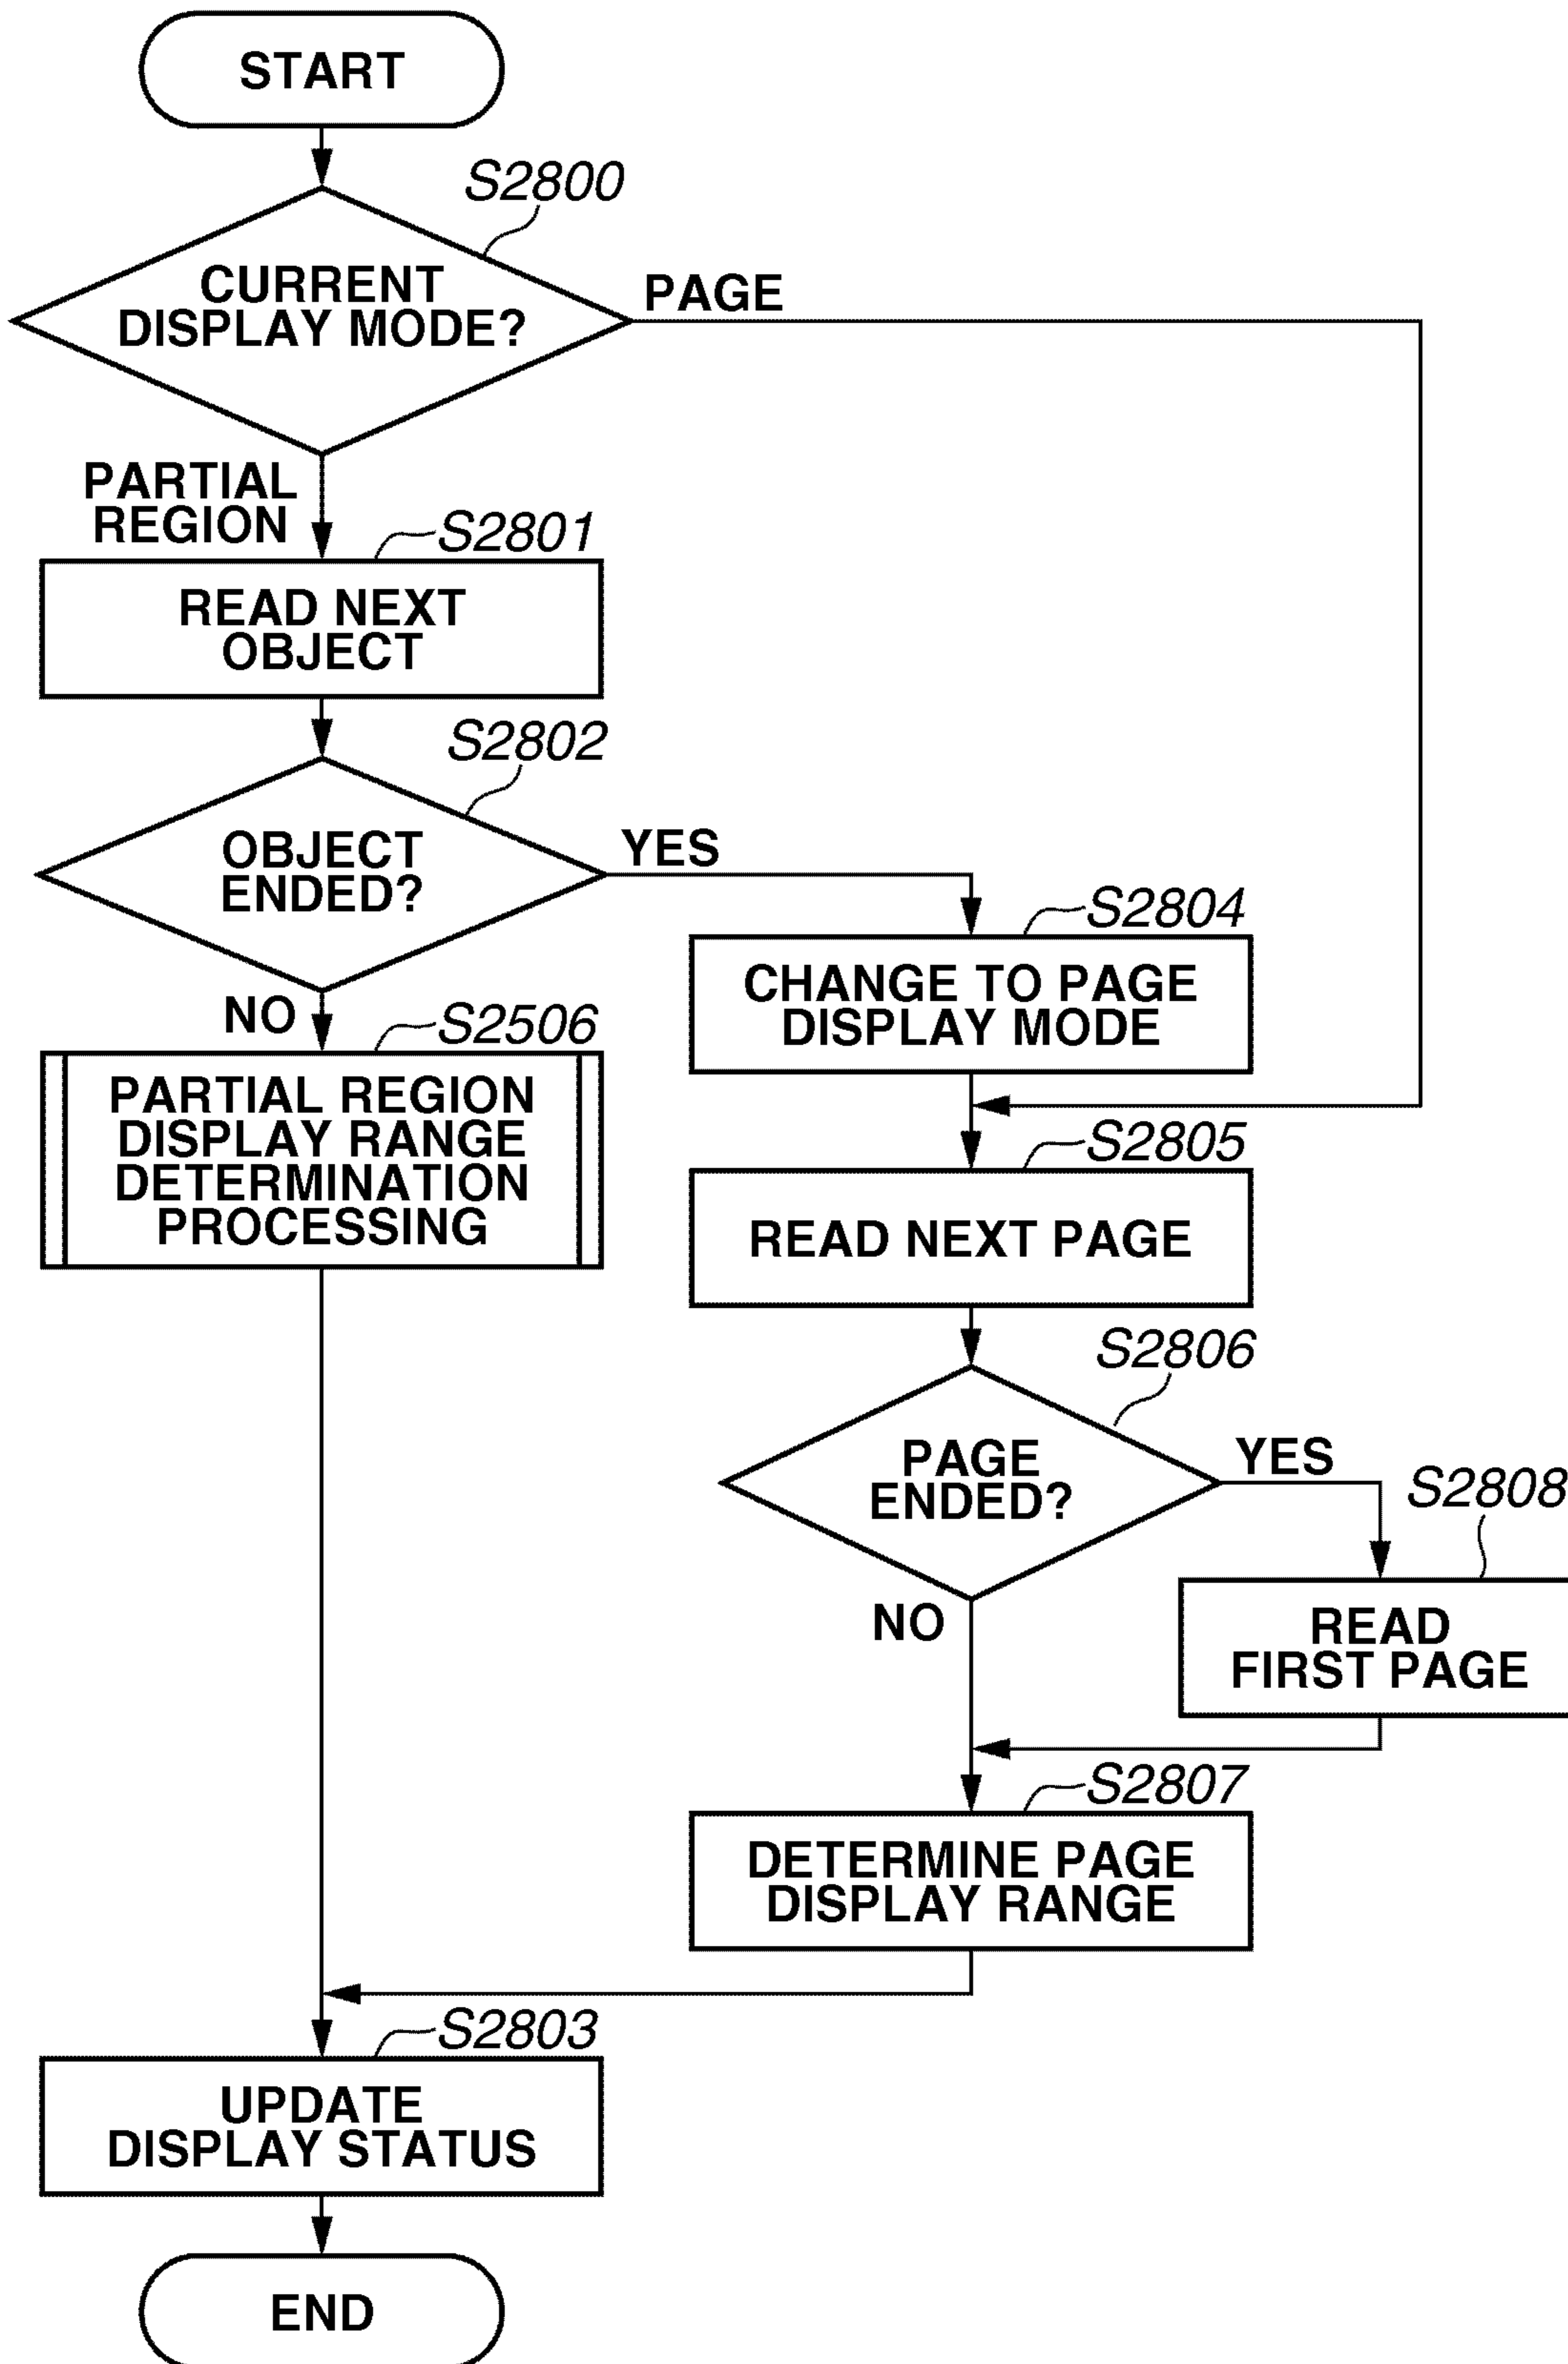 START
S2800
CURRENT
DISPLAY MODE?
PAGE
PARTIAL
REGION
S2801
READ NEXT
OBJECT
S2802
OBJECT
ENDED?
YES
S2804
CHANGE TO PAGE
DISPLAY MODE
NO
S2506
PARTIAL REGION
DISPLAY RANGE
DETERMINATION
PROCESSING
S2805
READ NEXT PAGE
S2806
PAGE
ENDED?
YES
S2808
READ
FIRST PAGE
NO
S2807
DETERMINE PAGE
DISPLAY RANGE
S2803
UPDATE
DISPLAY STATUS
END